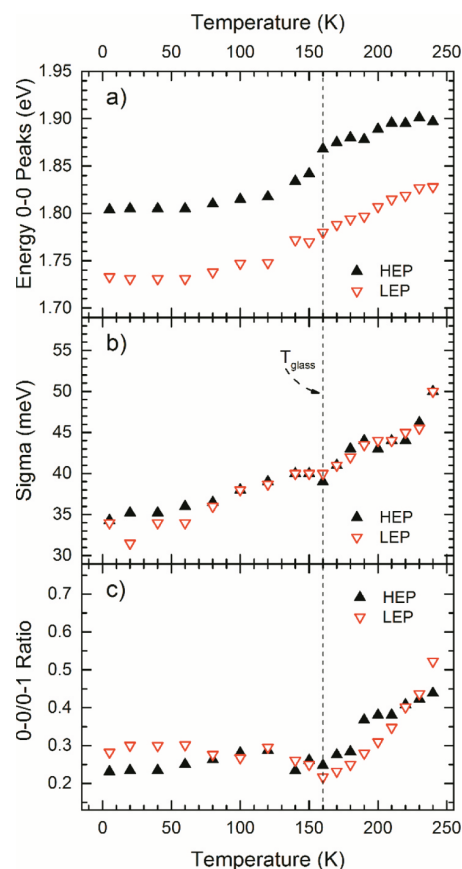 Temperature (K)
0 50 100 150 200 250
a)
Energy 0-0 Peaks (eV)
1.95
1.90
1.85
1.80
1.75
1.70
HEP
LEP
b)
Sigma (meV)
55
50
45
40
35
30
T glass
HEP
LEP
c)
0-0/0-1 Ratio
0.7
0.6
0.5
0.4
0.3
0.2
HEP
LEP
0 50 100 150 200 250
Temperature (K)